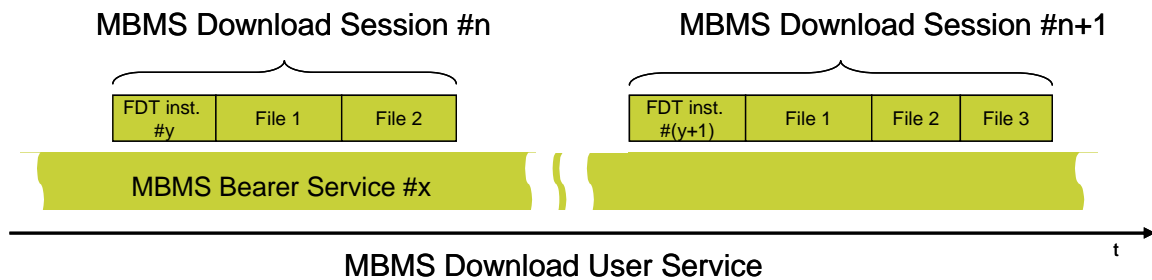 MBMS Download Session #n
MBMS Download Session #n+1
FDT inst.
#y
File 1
File 2
FDT inst.
#(y+1)
File 1
File 2
File 3
MBMS Bearer Service #x
t
MBMS Download User Service